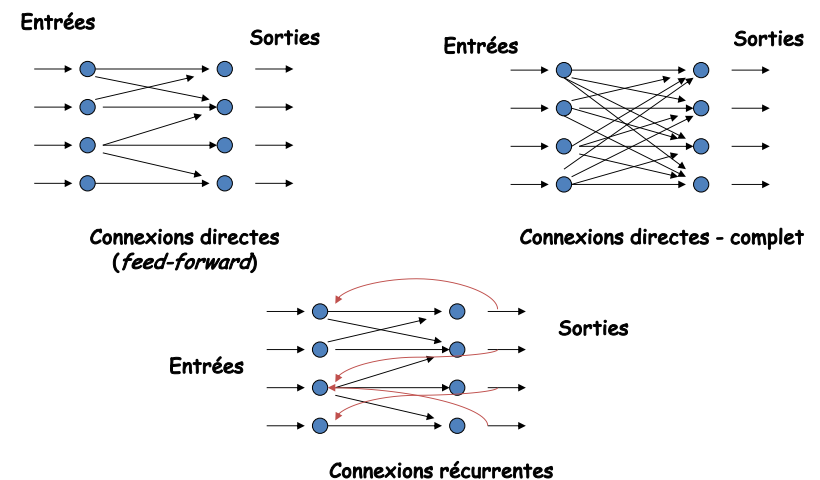 Entrées
Sorties
Entrées
Sorties
Connexions directes
(feed-forward)
Connexions directes - complet
Sorties
Entrées
Connexions récurrentes